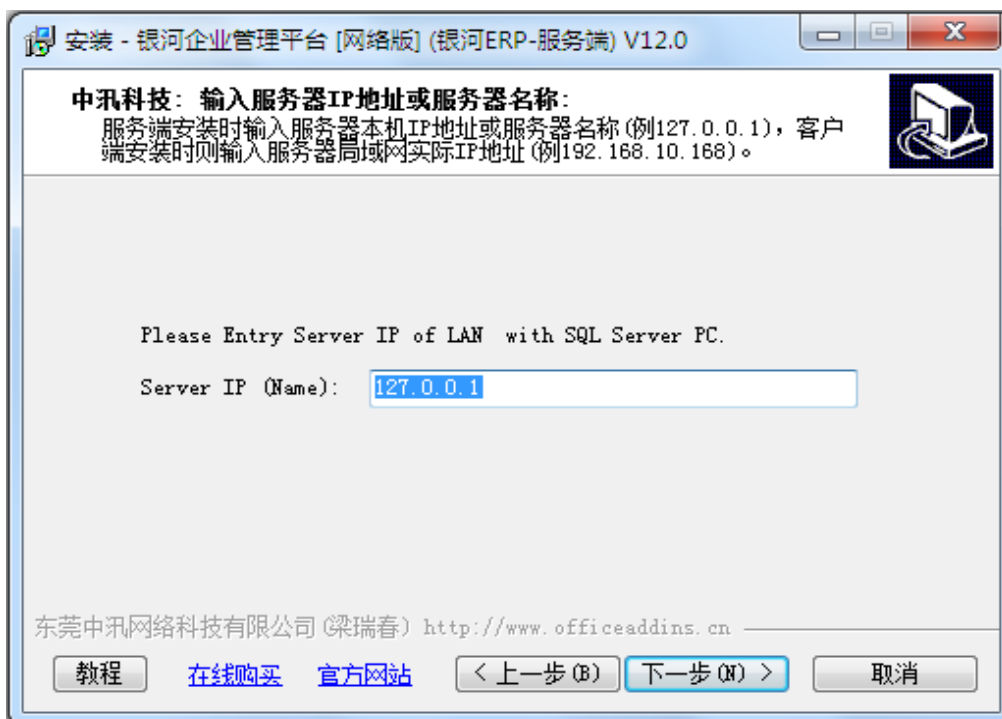 安装 - 银河企业管理平台 [网络版] (银河ERP-服务端) V12.0
中汛科技: 输入服务器IP地址或服务器名称:
服务端安装时输入服务器本机IP地址或服务器名称(例127.0.0.1), 客户
端安装时则输入服务器局域网实际IP地址(例192.168.10.168)。
Please Entry Server IP of LAN  with SQL Server PC.
Server IP (Name): 127.0.0.1
东莞中汛网络科技有限公司(梁瑞春) http://www.officeaddins.cn
教程 在线购买 官方网站 < 上一步(B) 下一步(N) > 取消